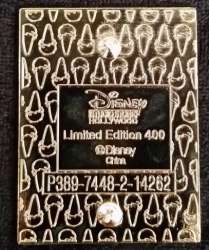 Disney
HOLLYWOOD
Limited Edition 400
©Disney
China
P389-7448-2-14262